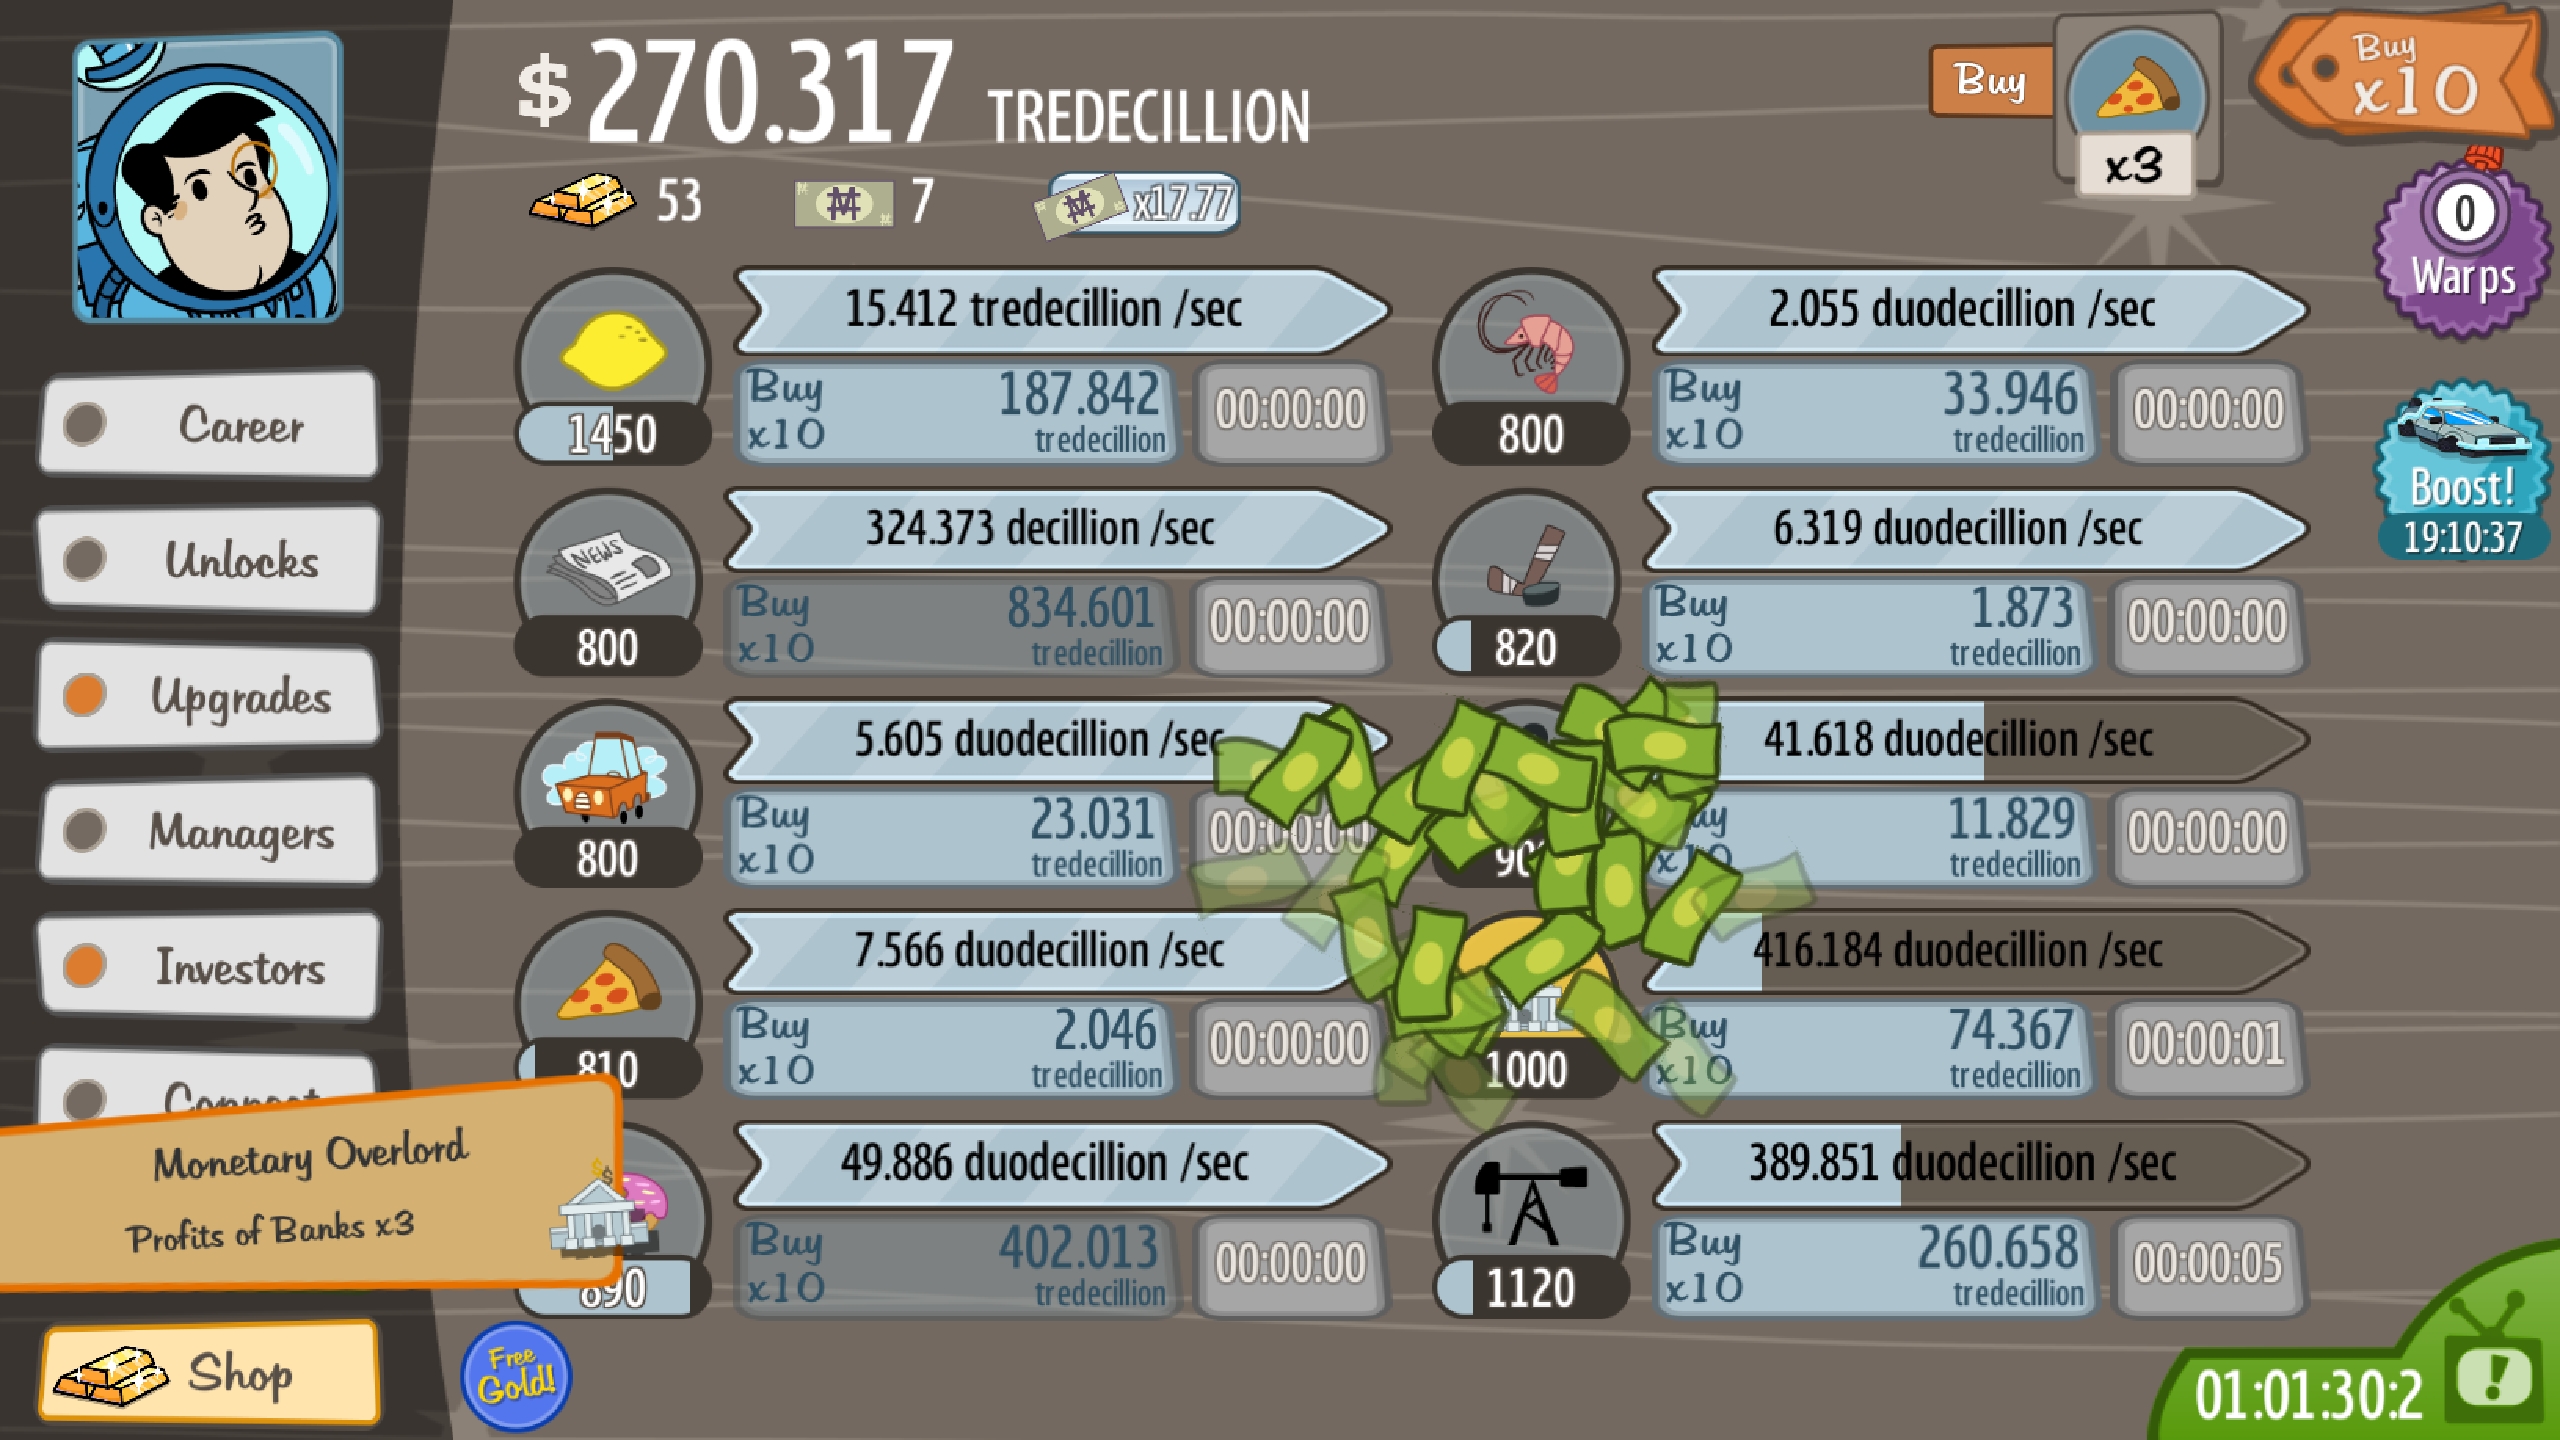 $270.317 TREDECILLION
53
7
x17.77
Buy
x3
Buy
x10
0
Warps
Boost!
19:10:37
Career
Unlocks
Upgrades
Managers
Investors
Connect
Monetary Overlord
Profits of Banks x3
Shop
Free
Gold!
15.412 tredecillion /sec
1450
Buy
x10
187.842
tredecillion
00:00:00
NEWS
324.373 decillion /sec
800
Buy
x10
834.601
tredecillion
00:00:00
5.605 duodecillion /sec
800
Buy
x10
23.031
tredecillion
00:00:00
7.566 duodecillion /sec
810
Buy
x10
2.046
tredecillion
00:00:00
49.886 duodecillion /sec
890
Buy
x10
402.013
tredecillion
00:00:00
2.055 duodecillion /sec
800
Buy
x10
33.946
tredecillion
00:00:00
6.319 duodecillion /sec
820
Buy
x10
1.873
tredecillion
00:00:00
41.618 duodecillion /sec
Buy
x10
11.829
tredecillion
00:00:00
416.184 duodecillion /sec
1000
Buy
x10
74.367
tredecillion
00:00:01
389.851 duodecillion /sec
1120
Buy
x10
260.658
tredecillion
00:00:05
01:01:30:2